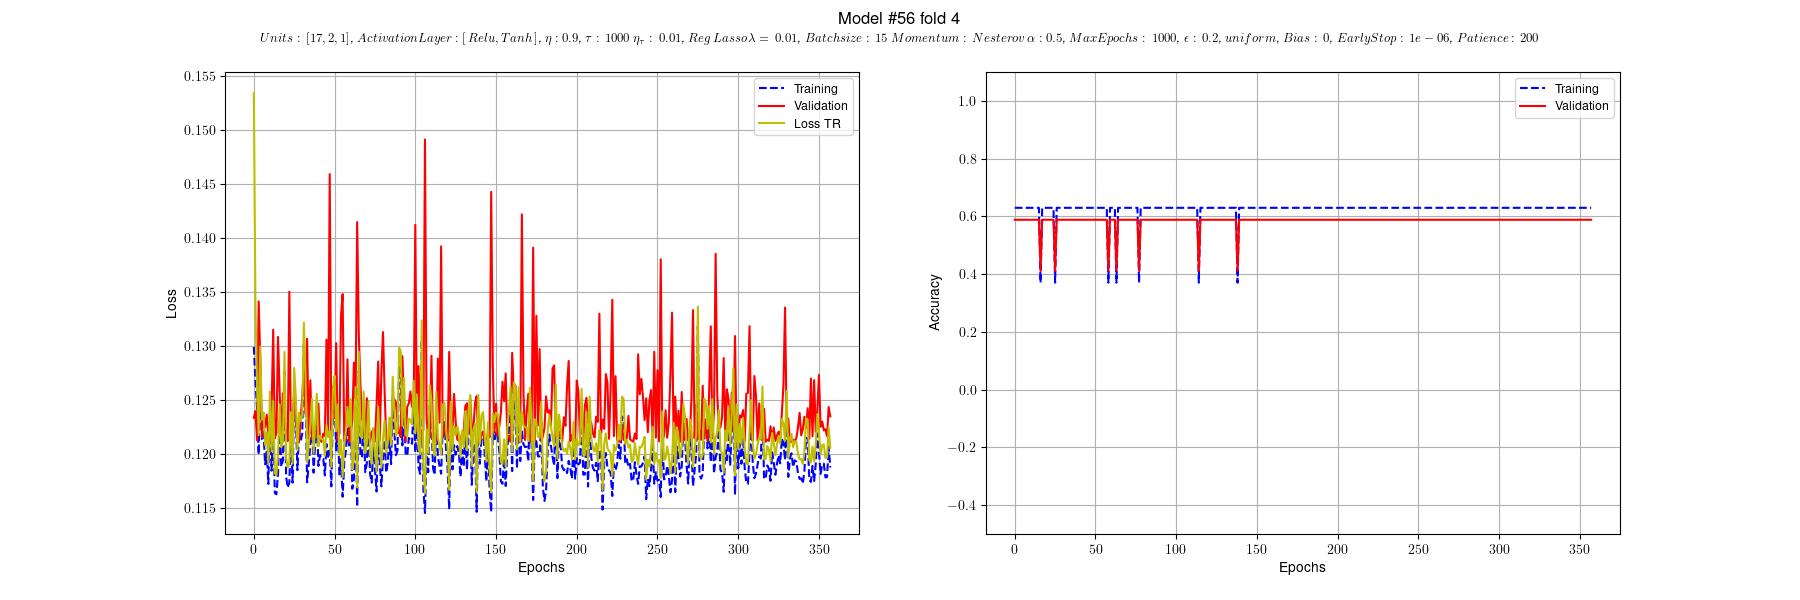 Model #56 fold 4
Units : [17, 2, 1], ActivationLayer : [ Relu, Tanh ], η : 0.9, τ : 1000 ητ : 0.01, Reg Lasso λ = 0.01, Batchsize : 15 Momentum : Nesterov α : 0.5, MaxEpochs : 1000, ϵ : 0.2, uniform, Bias : 0, EarlyStop : 1e − 06, Patience : 200
0.155
0.150
0.145
0.140
0.135
0.130
0.125
0.120
0.115
Loss
0 50 100 150 200 250 300 350
Epochs
Training
Validation
Loss TR
1.0
0.8
0.6
0.4
0.2
0.0
−0.2
−0.4
Accuracy
0 50 100 150 200 250 300 350
Epochs
Training
Validation